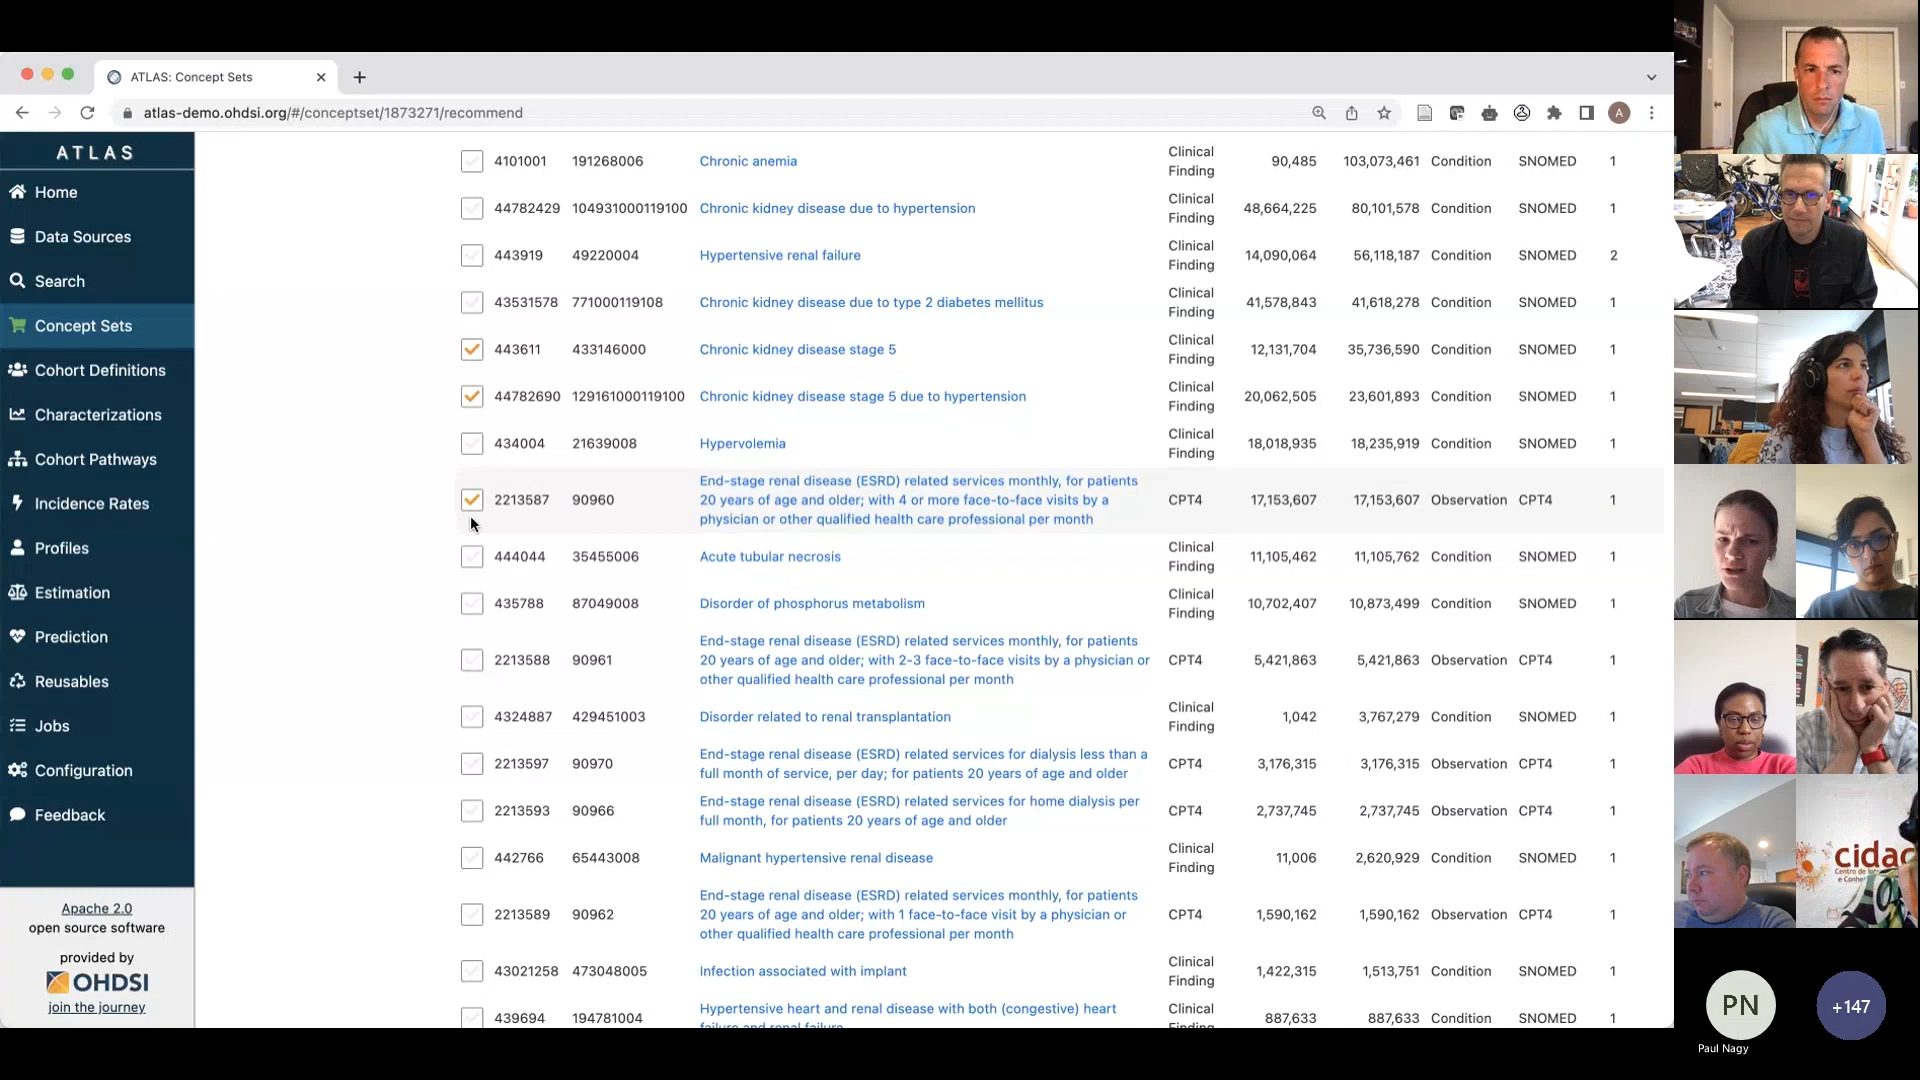 ATLAS: Concept Sets
atlas-demo.ohdsi.org/#/conceptset/1873271/recommend
A
ATLAS
Home
Data Sources
Search
Concept Sets
Cohort Definitions
Characterizations
Cohort Pathways
Incidence Rates
Profiles
Estimation
Prediction
Reusables
Jobs
Configuration
Feedback
Apache 2.0
open source software
provided by
OHDSI
join the journey
4101001 191268006 Chronic anemia Clinical Finding 90,485 103,073,461 Condition SNOMED 1
44782429 104931000119100 Chronic kidney disease due to hypertension Clinical Finding 48,664,225 80,101,578 Condition SNOMED 1
443919 49220004 Hypertensive renal failure Clinical Finding 14,090,064 56,118,187 Condition SNOMED 2
43531578 771000119108 Chronic kidney disease due to type 2 diabetes mellitus Clinical Finding 41,578,843 41,618,278 Condition SNOMED 1
443611 433146000 Chronic kidney disease stage 5 Clinical Finding 12,131,704 35,736,590 Condition SNOMED 1
44782690 129161000119100 Chronic kidney disease stage 5 due to hypertension Clinical Finding 20,062,505 23,601,893 Condition SNOMED 1
434004 21639008 Hypervolemia Clinical Finding 18,018,935 18,235,919 Condition SNOMED 1
End-stage renal disease (ESRD) related services monthly, for patients
2213587 90960 20 years of age and older; with 4 or more face-to-face visits by a CPT4 17,153,607 17,153,607 Observation CPT4 1
physician or other qualified health care professional per month
444044 35455006 Acute tubular necrosis Clinical Finding 11,105,462 11,105,762 Condition SNOMED 1
435788 87049008 Disorder of phosphorus metabolism Clinical Finding 10,702,407 10,873,499 Condition SNOMED 1
End-stage renal disease (ESRD) related services monthly, for patients
2213588 90961 20 years of age and older; with 2-3 face-to-face visits by a physician or CPT4 5,421,863 5,421,863 Observation CPT4 1
other qualified health care professional per month
4324887 429451003 Disorder related to renal transplantation Clinical Finding 1,042 3,767,279 Condition SNOMED 1
End-stage renal disease (ESRD) related services for dialysis less than a
2213597 90970 full month of service, per day; for patients 20 years of age and older CPT4 3,176,315 3,176,315 Observation CPT4 1
End-stage renal disease (ESRD) related services for home dialysis per
2213593 90966 full month, for patients 20 years of age and older CPT4 2,737,745 2,737,745 Observation CPT4 1
442766 65443008 Malignant hypertensive renal disease Clinical Finding 11,006 2,620,929 Condition SNOMED 1
End-stage renal disease (ESRD) related services monthly, for patients
2213589 90962 20 years of age and older; with 1 face-to-face visit by a physician or CPT4 1,590,162 1,590,162 Observation CPT4 1
other qualified health care professional per month
43021258 473048005 Infection associated with implant Clinical Finding 1,422,315 1,513,751 Condition SNOMED 1
439694 194781004 Hypertensive heart and renal disease with both (congestive) heart Clinical Finding 887,633 887,633 Condition SNOMED 1
failure and renal failure
cidac
PN
Paul Nagy
+147